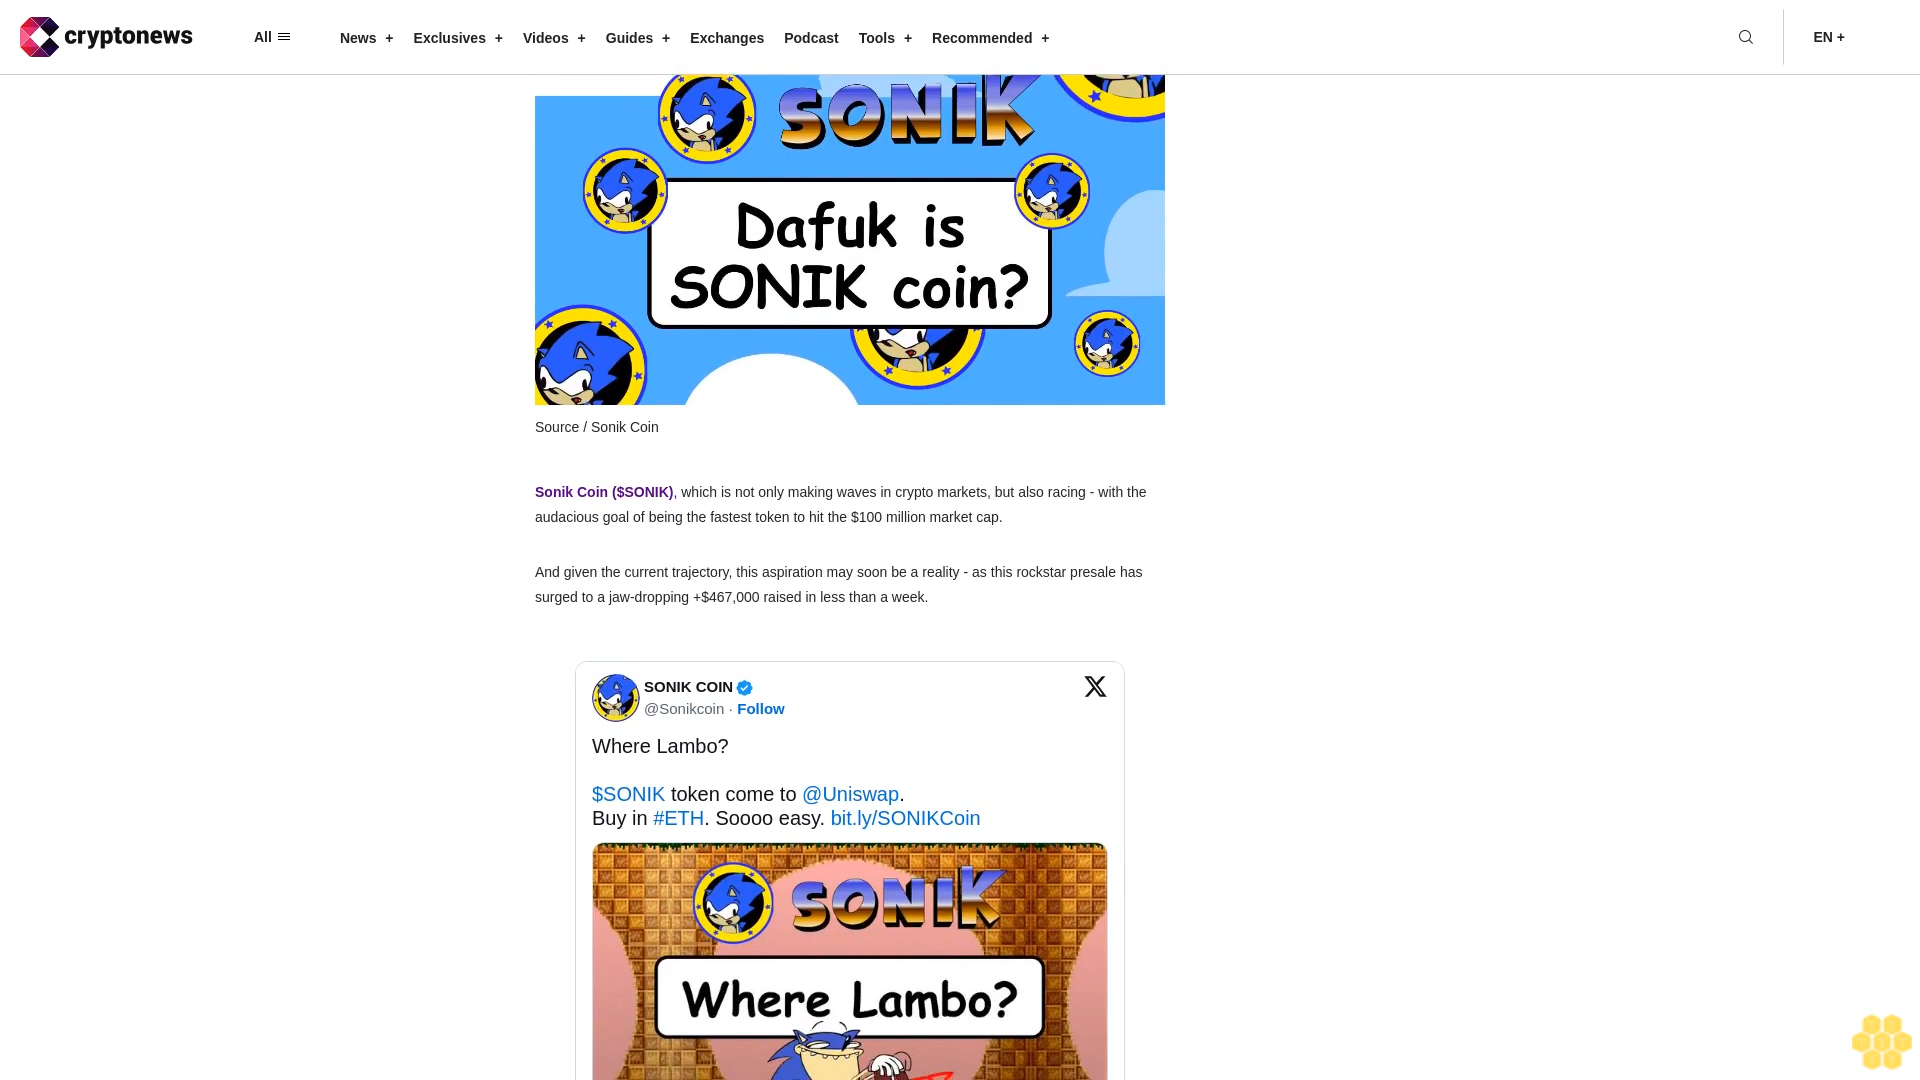 cryptonews
All
News + Exclusives + Videos + Guides + Exchanges Podcast Tools + Recommended +
EN +
SONIK
Dafuk is
SONIK coin?
Source / Sonik Coin
Sonik Coin ($SONIK), which is not only making waves in crypto markets, but also racing - with the
audacious goal of being the fastest token to hit the $100 million market cap.
And given the current trajectory, this aspiration may soon be a reality - as this rockstar presale has
surged to a jaw-dropping +$467,000 raised in less than a week.
SONIK COIN
@Sonikcoin · Follow
Where Lambo?
$SONIK token come to @Uniswap.
Buy in #ETH. Soooo easy. bit.ly/SONIKCoin
SONIK
Where Lambo?